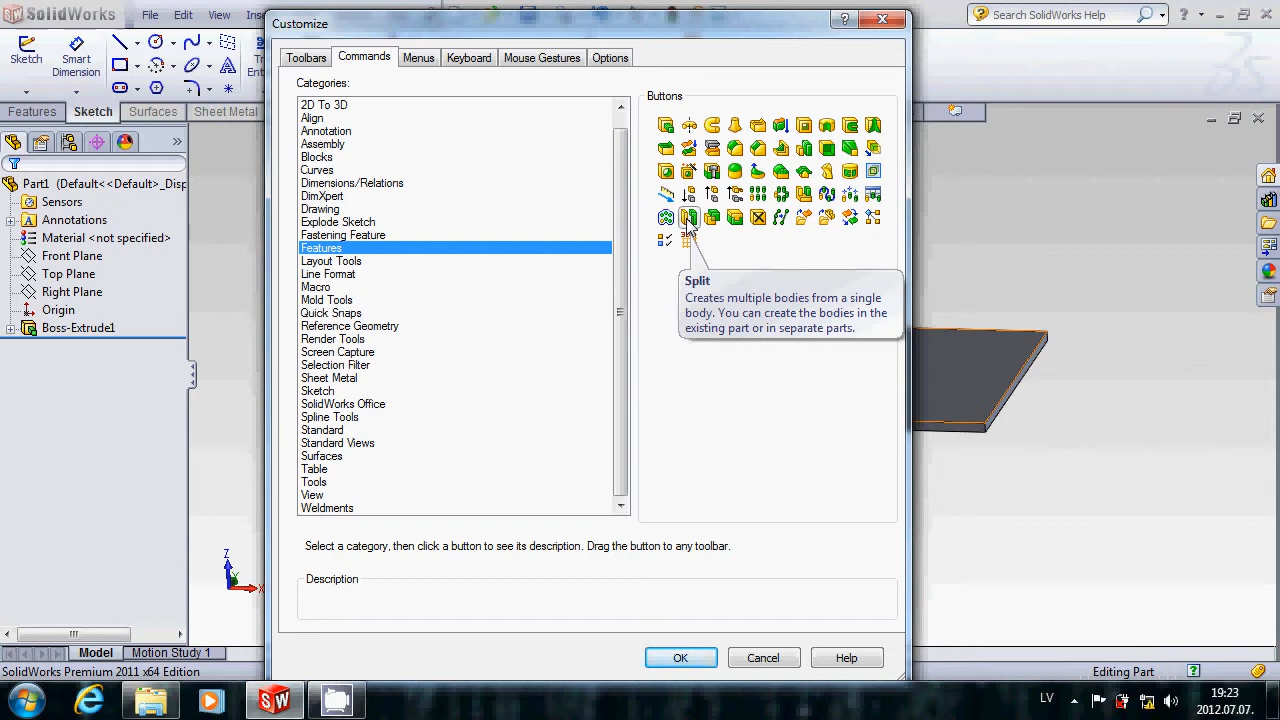 SolidWorks
File
Edit
View
Customize
Search SolidWorks Help
Sketch
Smart
Dimension
Features
Sketch
Surfaces
Sheet Metal
Toolbars
Commands
Menus
Keyboard
Mouse Gestures
Options
Categories:
2D To 3D
Align
Annotation
Assembly
Blocks
Curves
Dimensions/Relations
DimXpert
Drawing
Explode Sketch
Fastening Feature
Features
Layout Tools
Line Format
Macro
Mold Tools
Quick Snaps
Reference Geometry
Render Tools
Screen Capture
Selection Filter
Sheet Metal
Sketch
SolidWorks Office
Spline Tools
Standard
Standard Views
Surfaces
Table
Tools
View
Weldments
Buttons
Split
Creates multiple bodies from a single
body. You can create the bodies in the
existing part or in separate parts.
Part1 (Default<<Default>_Disp
Sensors
Annotations
Material <not specified>
Front Plane
Top Plane
Right Plane
Origin
Boss-Extrude1
Z
Y
X
Select a category, then click a button to see its description. Drag the button to any toolbar.
Description
OK
Cancel
Help
Model
Motion Study 1
SolidWorks Premium 2011 x64 Edition
Editing Part
SW
LV
19:23
2012.07.07.